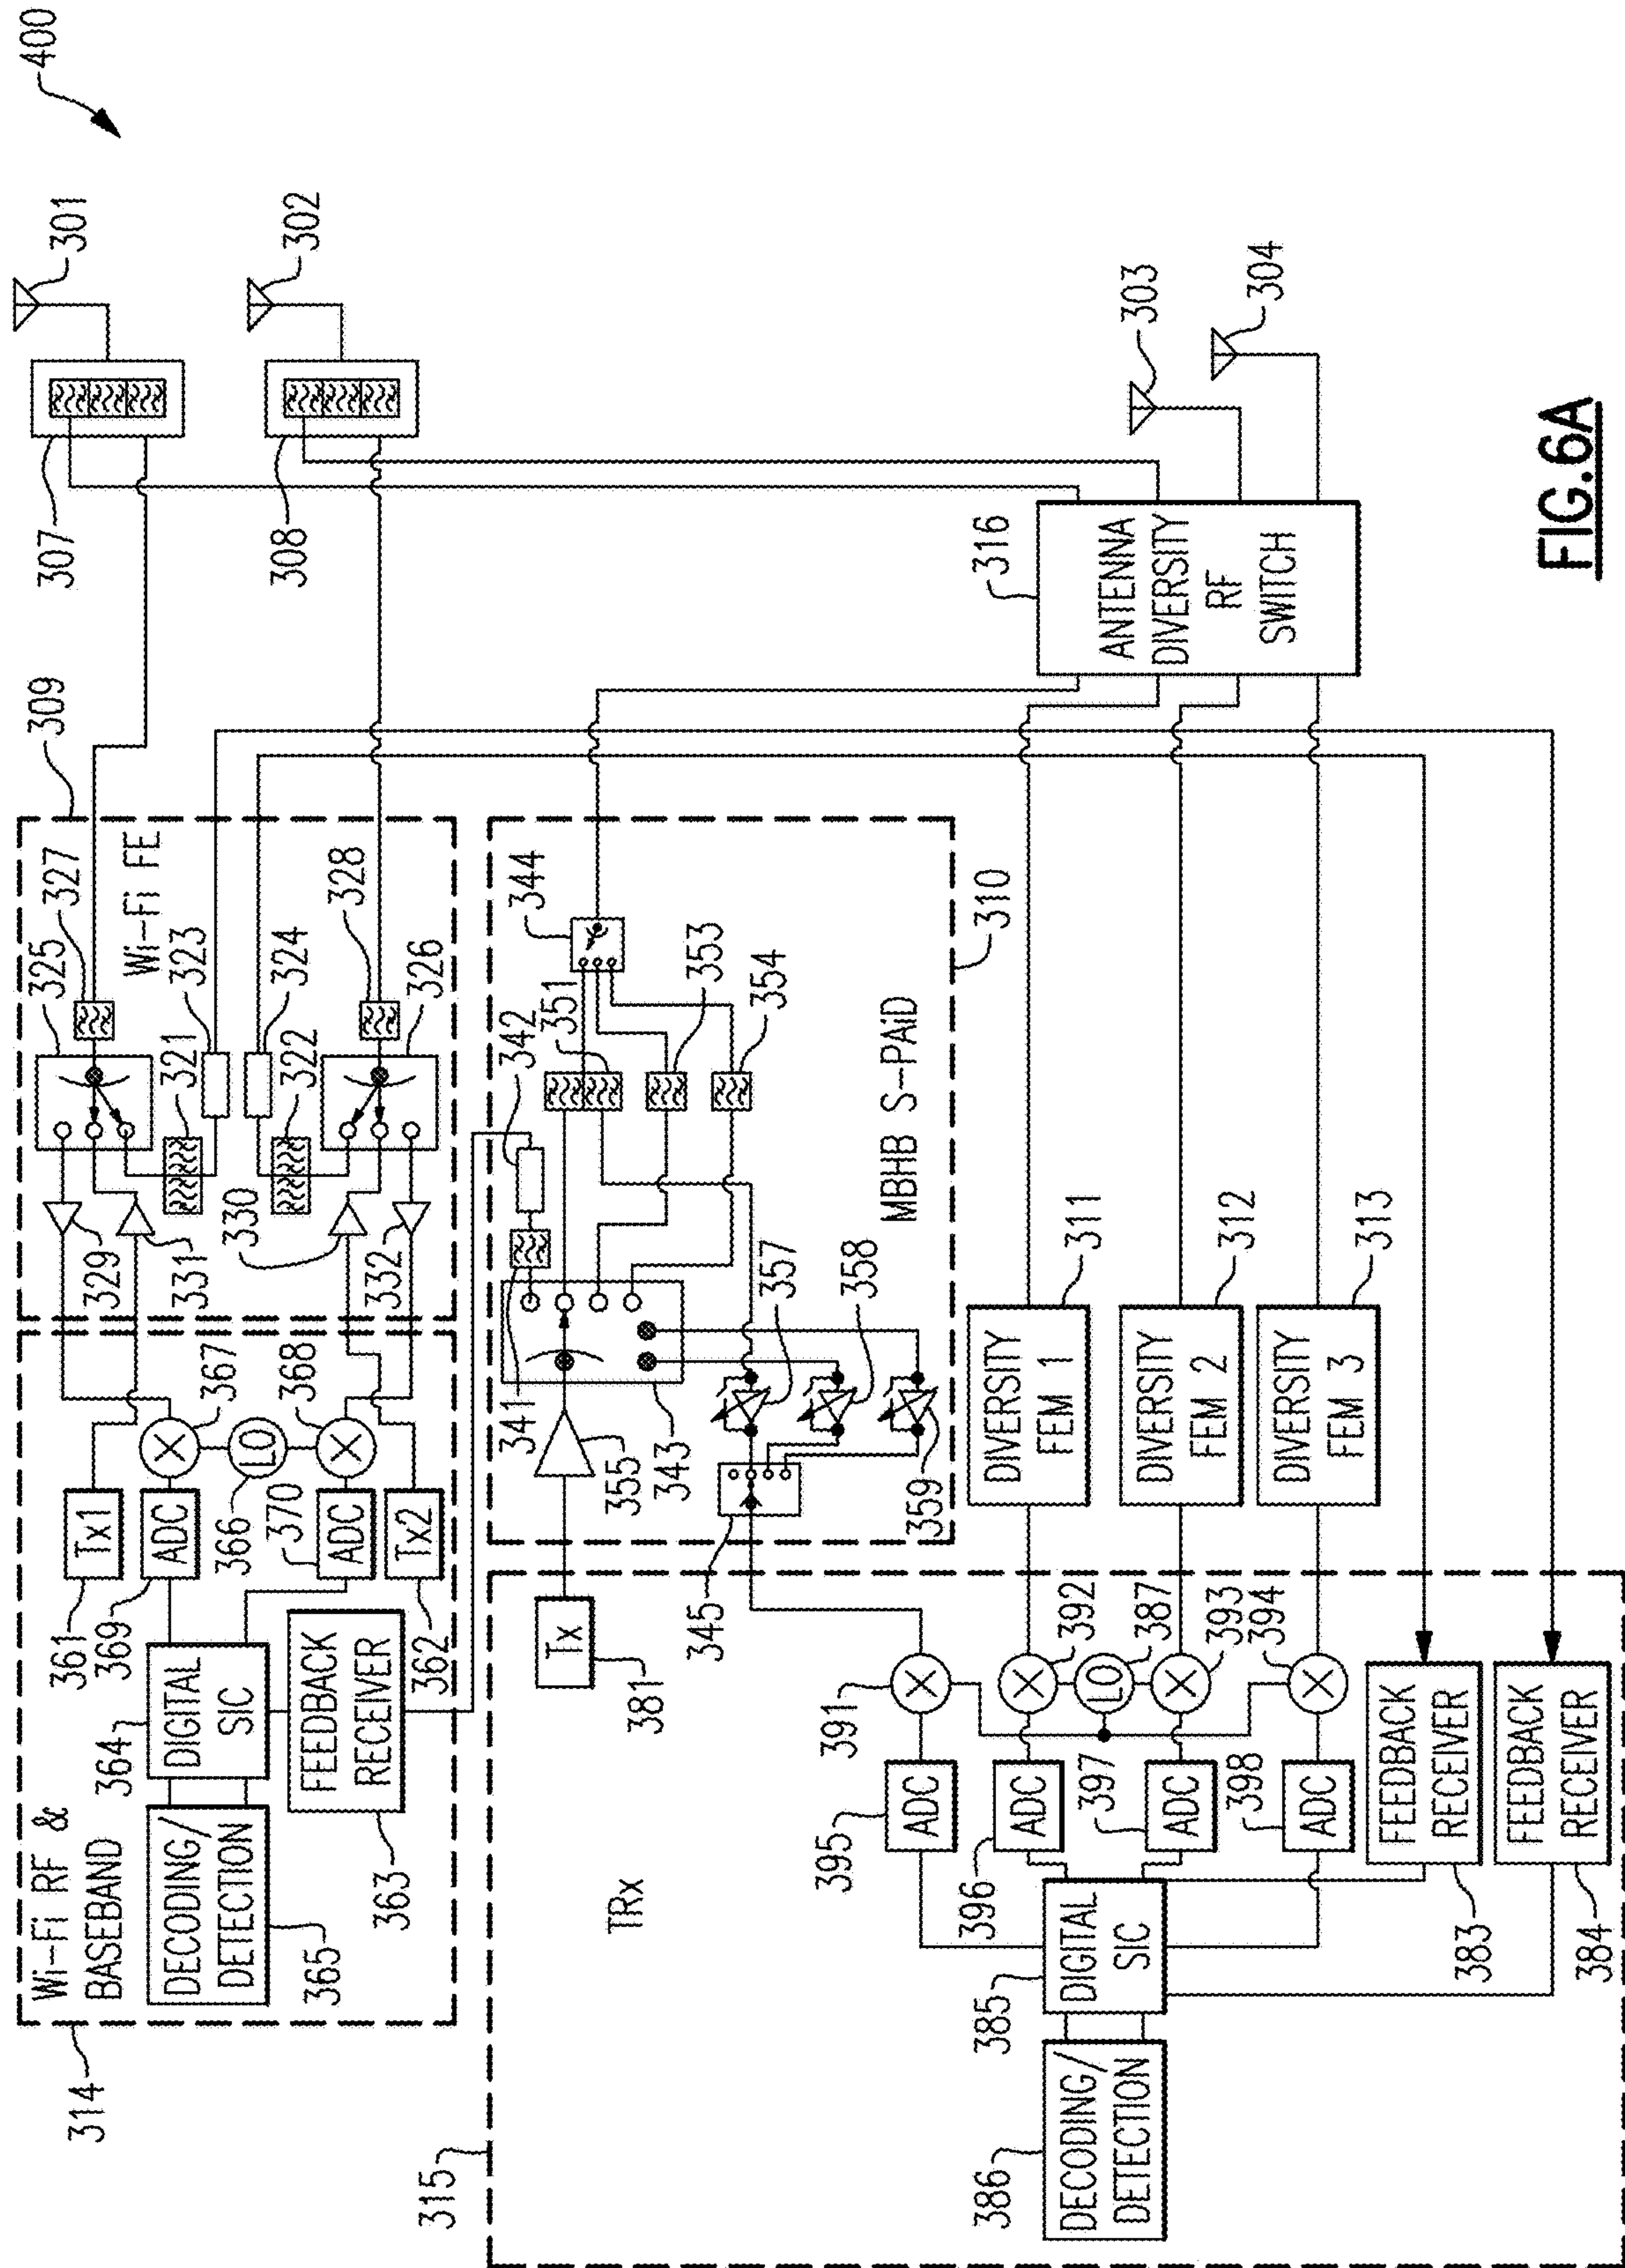 400
301
302
303
304
307
308
316
ANTENNA
DIVERSITY
RF
SWITCH
309
Wi-Fi FE
325
327
323
324
328
326
321
322
330
329
331
332
310
MBHB S-PAiD
344
342
351
353
354
341
355
343
357
358
359
345
311
312
313
DIVERSITY
FEM 1
DIVERSITY
FEM 2
DIVERSITY
FEM 3
314
Wi-Fi RF &
BASEBAND
367
368
LO
366
370
Tx1
ADC
ADC
Tx2
361
369
362
364
DIGITAL
SIC
FEEDBACK
RECEIVER
363
DECODING/
DETECTION
365
315
TRx
Tx
381
391
392
387
393
394
LO
395
396
397
398
ADC
ADC
ADC
ADC
FEEDBACK
RECEIVER
FEEDBACK
RECEIVER
383
384
385
DIGITAL
SIC
386
DECODING/
DETECTION
FIG.6A